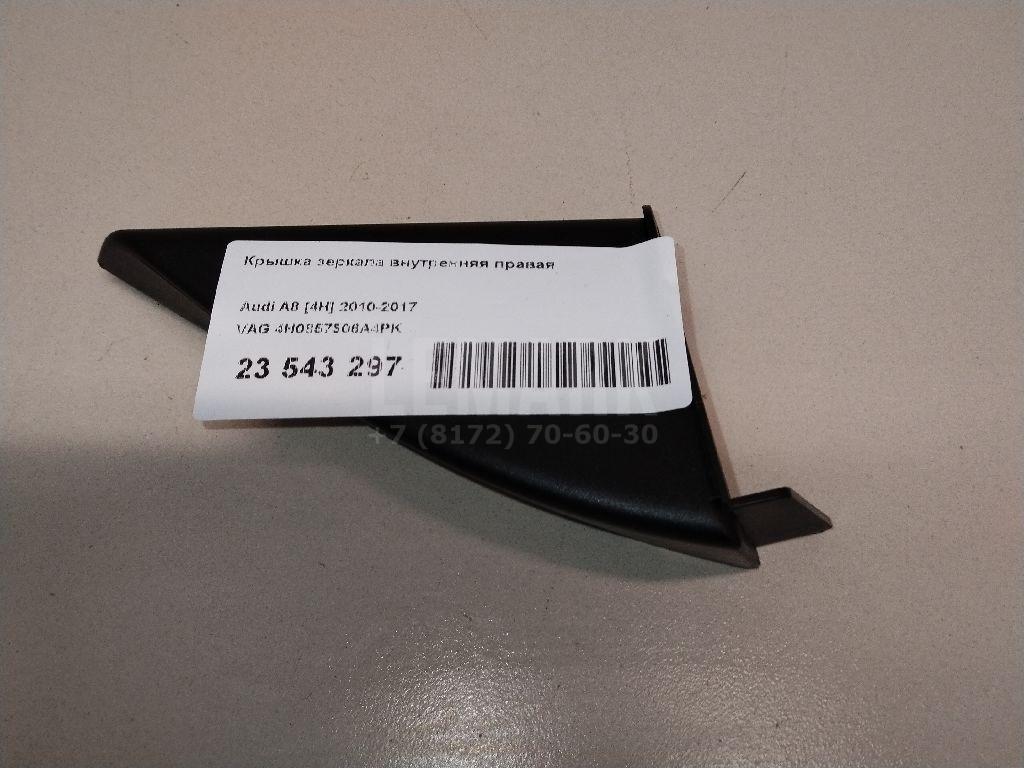 Крышка зеркала внутренняя правая
Audi A8 [4H] 2010-2017
VAG 4H0857506A4PK
23 543 297
+7 (8172) 70-60-30